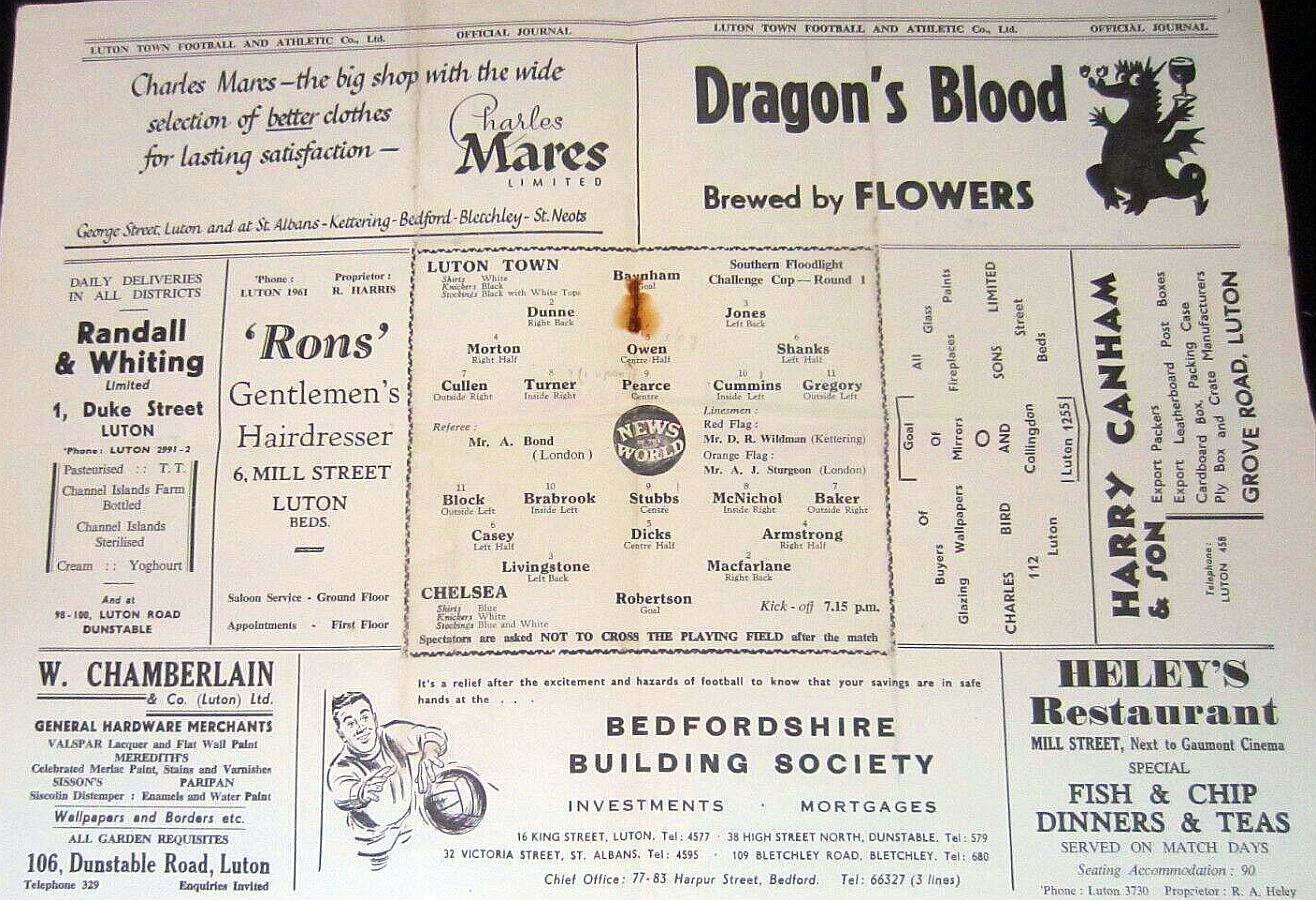 LUTON TOWN FOOTBALL AND ATHLETIC Co., Ltd. OFFICIAL JOURNAL
Charles Mares—the big shop with the wide
selection of better clothes
for lasting satisfaction —
Charles
Mares
LIMITED
George Street, Luton and at St. Albans - Kettering - Bedford - Bletchley - St. Neots
LUTON TOWN FOOTBALL AND ATHLETIC Co., Ltd. OFFICIAL JOURNAL
Dragon's Blood
Brewed by FLOWERS
DAILY DELIVERIES
IN ALL DISTRICTS
Randall
& Whiting
Limited
1, Duke Street
LUTON
'Phone: LUTON 2991-2
Pasteurised :: T. T.
Channel Islands Farm
Bottled
Channel Islands
Sterilised
Cream :: Yoghourt
And at
98-100, LUTON ROAD
DUNSTABLE
'Phone : Proprietor :
LUTON 1961 R. HARRIS
'Rons'
Gentlemen's
Hairdresser
6, MILL STREET
LUTON
BEDS.
Saloon Service - Ground Floor
Appointments - First Floor
LUTON TOWN
Shirts White
Knickers Black
Stockings Black with White Tops
Baynham
Goal
Southern Floodlight
Challenge Cup — Round 1
3
Dunne Jones
Right Back Left Back
4 5 6
Morton Owen Shanks
Right Half Centre Half Left Half
7 8 9 10 11
Cullen Turner Pearce Cummins Gregory
Outside Right Inside Right Centre Inside Left Outside Left
Referee :
Mr. A. Bond
(London)
NEWS
OF THE
WORLD
Linesmen :
Red Flag :
Mr. D. R. Wildman (Kettering)
Orange Flag :
Mr. A. J. Sturgeon (London)
11 10 9 8 7
Block Brabrook Stubbs McNichol Baker
Outside Left Inside Left Centre Inside Right Outside Right
6 5 4
Casey Dicks Armstrong
Left Half Centre Half Right Half
3 2
Livingstone Macfarlane
Left Back Right Back
CHELSEA
Shirts Blue
Knickers White
Stockings Blue and White
Robertson
Goal
Kick - off 7.15 p.m.
Spectators are asked NOT TO CROSS THE PLAYING FIELD after the match
Goal
Buyers Of All Glass
Glazing Wallpapers Mirrors Fireplaces Paints
CHARLES BIRD AND SONS LIMITED
112 Collingdon Street
Luton Beds
Luton 1255
HARRY CANHAM
& SON
Export Packers
Export Leatherboard Post Boxes
Cardboard Box, Packing Case
Ply Box and Crate Manufacturers
GROVE ROAD, LUTON
Telephone :
LUTON 458
W. CHAMBERLAIN
& Co. (Luton) Ltd.
GENERAL HARDWARE MERCHANTS
VALSPAR Lacquer and Flat Wall Paint
MEREDITH'S
Celebrated Merlac Paint, Stains and Varnishes
SISSON'S PARIPAN
Siscolin Distemper : Enamels and Water Paint
Wallpapers and Borders etc.
ALL GARDEN REQUISITES
106, Dunstable Road, Luton
Telephone 329 Enquiries Invited
It's a relief after the excitement and hazards of football to know that your savings are in safe
hands at the . . .
BEDFORDSHIRE
BUILDING SOCIETY
INVESTMENTS · MORTGAGES
16 KING STREET, LUTON. Tel: 4577 · 38 HIGH STREET NORTH, DUNSTABLE. Tel: 579
32 VICTORIA STREET, ST. ALBANS. Tel: 4595 · 109 BLETCHLEY ROAD, BLETCHLEY. Tel: 680
Chief Office: 77-83 Harpur Street, Bedford. Tel: 66327 (3 lines)
HELEY'S
Restaurant
MILL STREET, Next to Gaumont Cinema
SPECIAL
FISH & CHIP
DINNERS & TEAS
SERVED ON MATCH DAYS
Seating Accommodation : 90
'Phone : Luton 3730 Proprietor : R. A. Heley